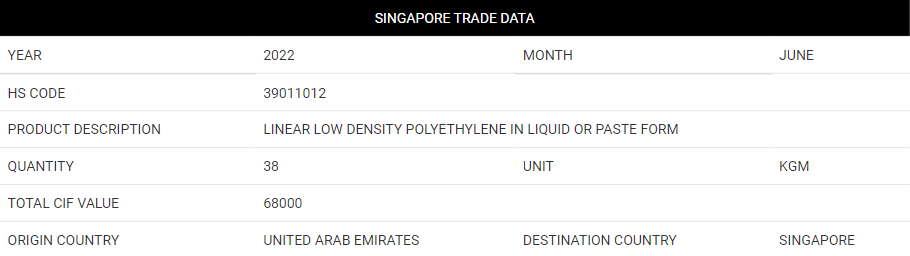 SINGAPORE TRADE DATA
YEAR 2022 MONTH JUNE
HS CODE 39011012
PRODUCT DESCRIPTION LINEAR LOW DENSITY POLYETHYLENE IN LIQUID OR PASTE FORM
QUANTITY 38 UNIT KGM
TOTAL CIF VALUE 68000
ORIGIN COUNTRY UNITED ARAB EMIRATES DESTINATION COUNTRY SINGAPORE